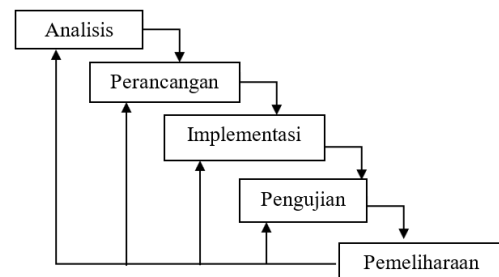 Analisis
Perancangan
Implementasi
Pengujian
Pemeliharaan